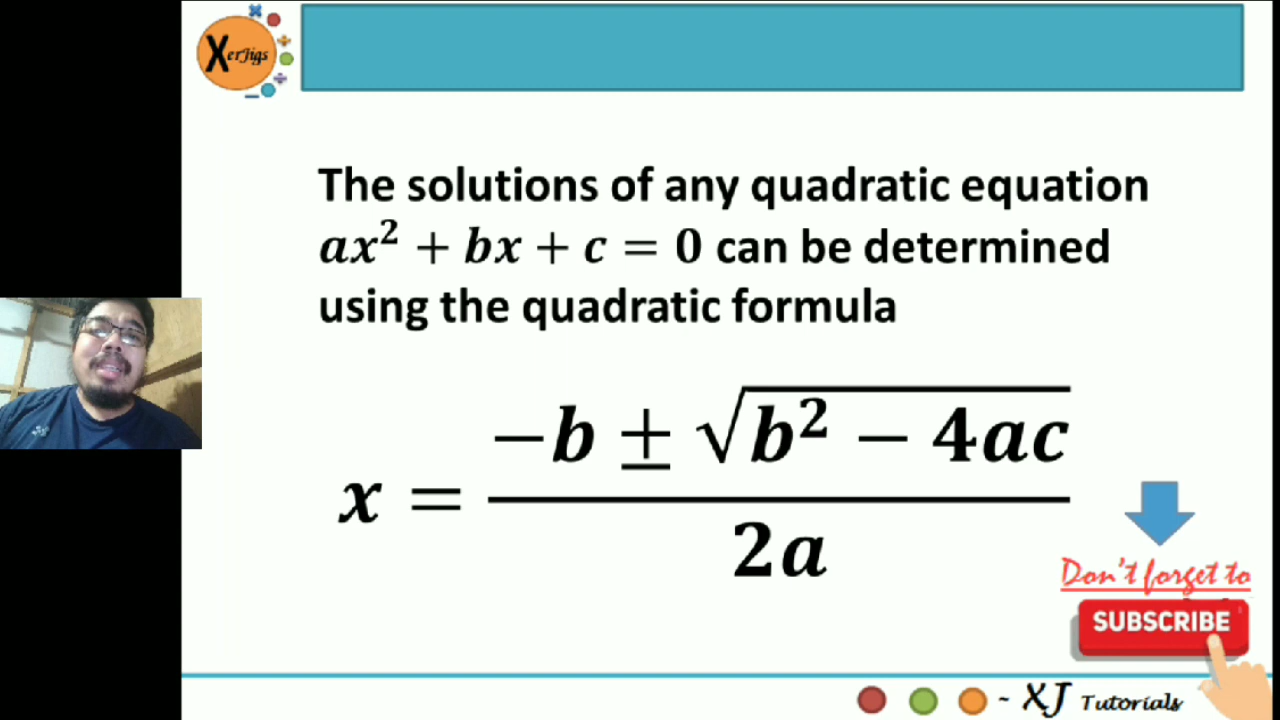 XerJigs
The solutions of any quadratic equation
ax² + bx + c = 0 can be determined
using the quadratic formula
x = (-b ± √(b² − 4ac)) / 2a
Don't forget to
SUBSCRIBE
~ XJ Tutorials